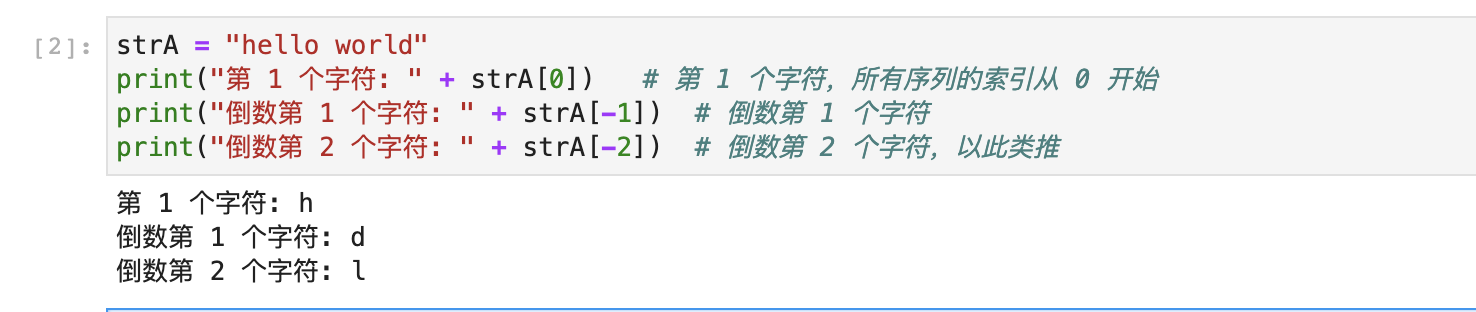 [2]: strA = "hello world"
print("第 1 个字符: " + strA[0])   # 第 1 个字符，所有序列的索引从 0 开始
print("倒数第 1 个字符: " + strA[-1])  # 倒数第 1 个字符
print("倒数第 2 个字符: " + strA[-2])  # 倒数第 2 个字符，以此类推
第 1 个字符: h
倒数第 1 个字符: d
倒数第 2 个字符: l